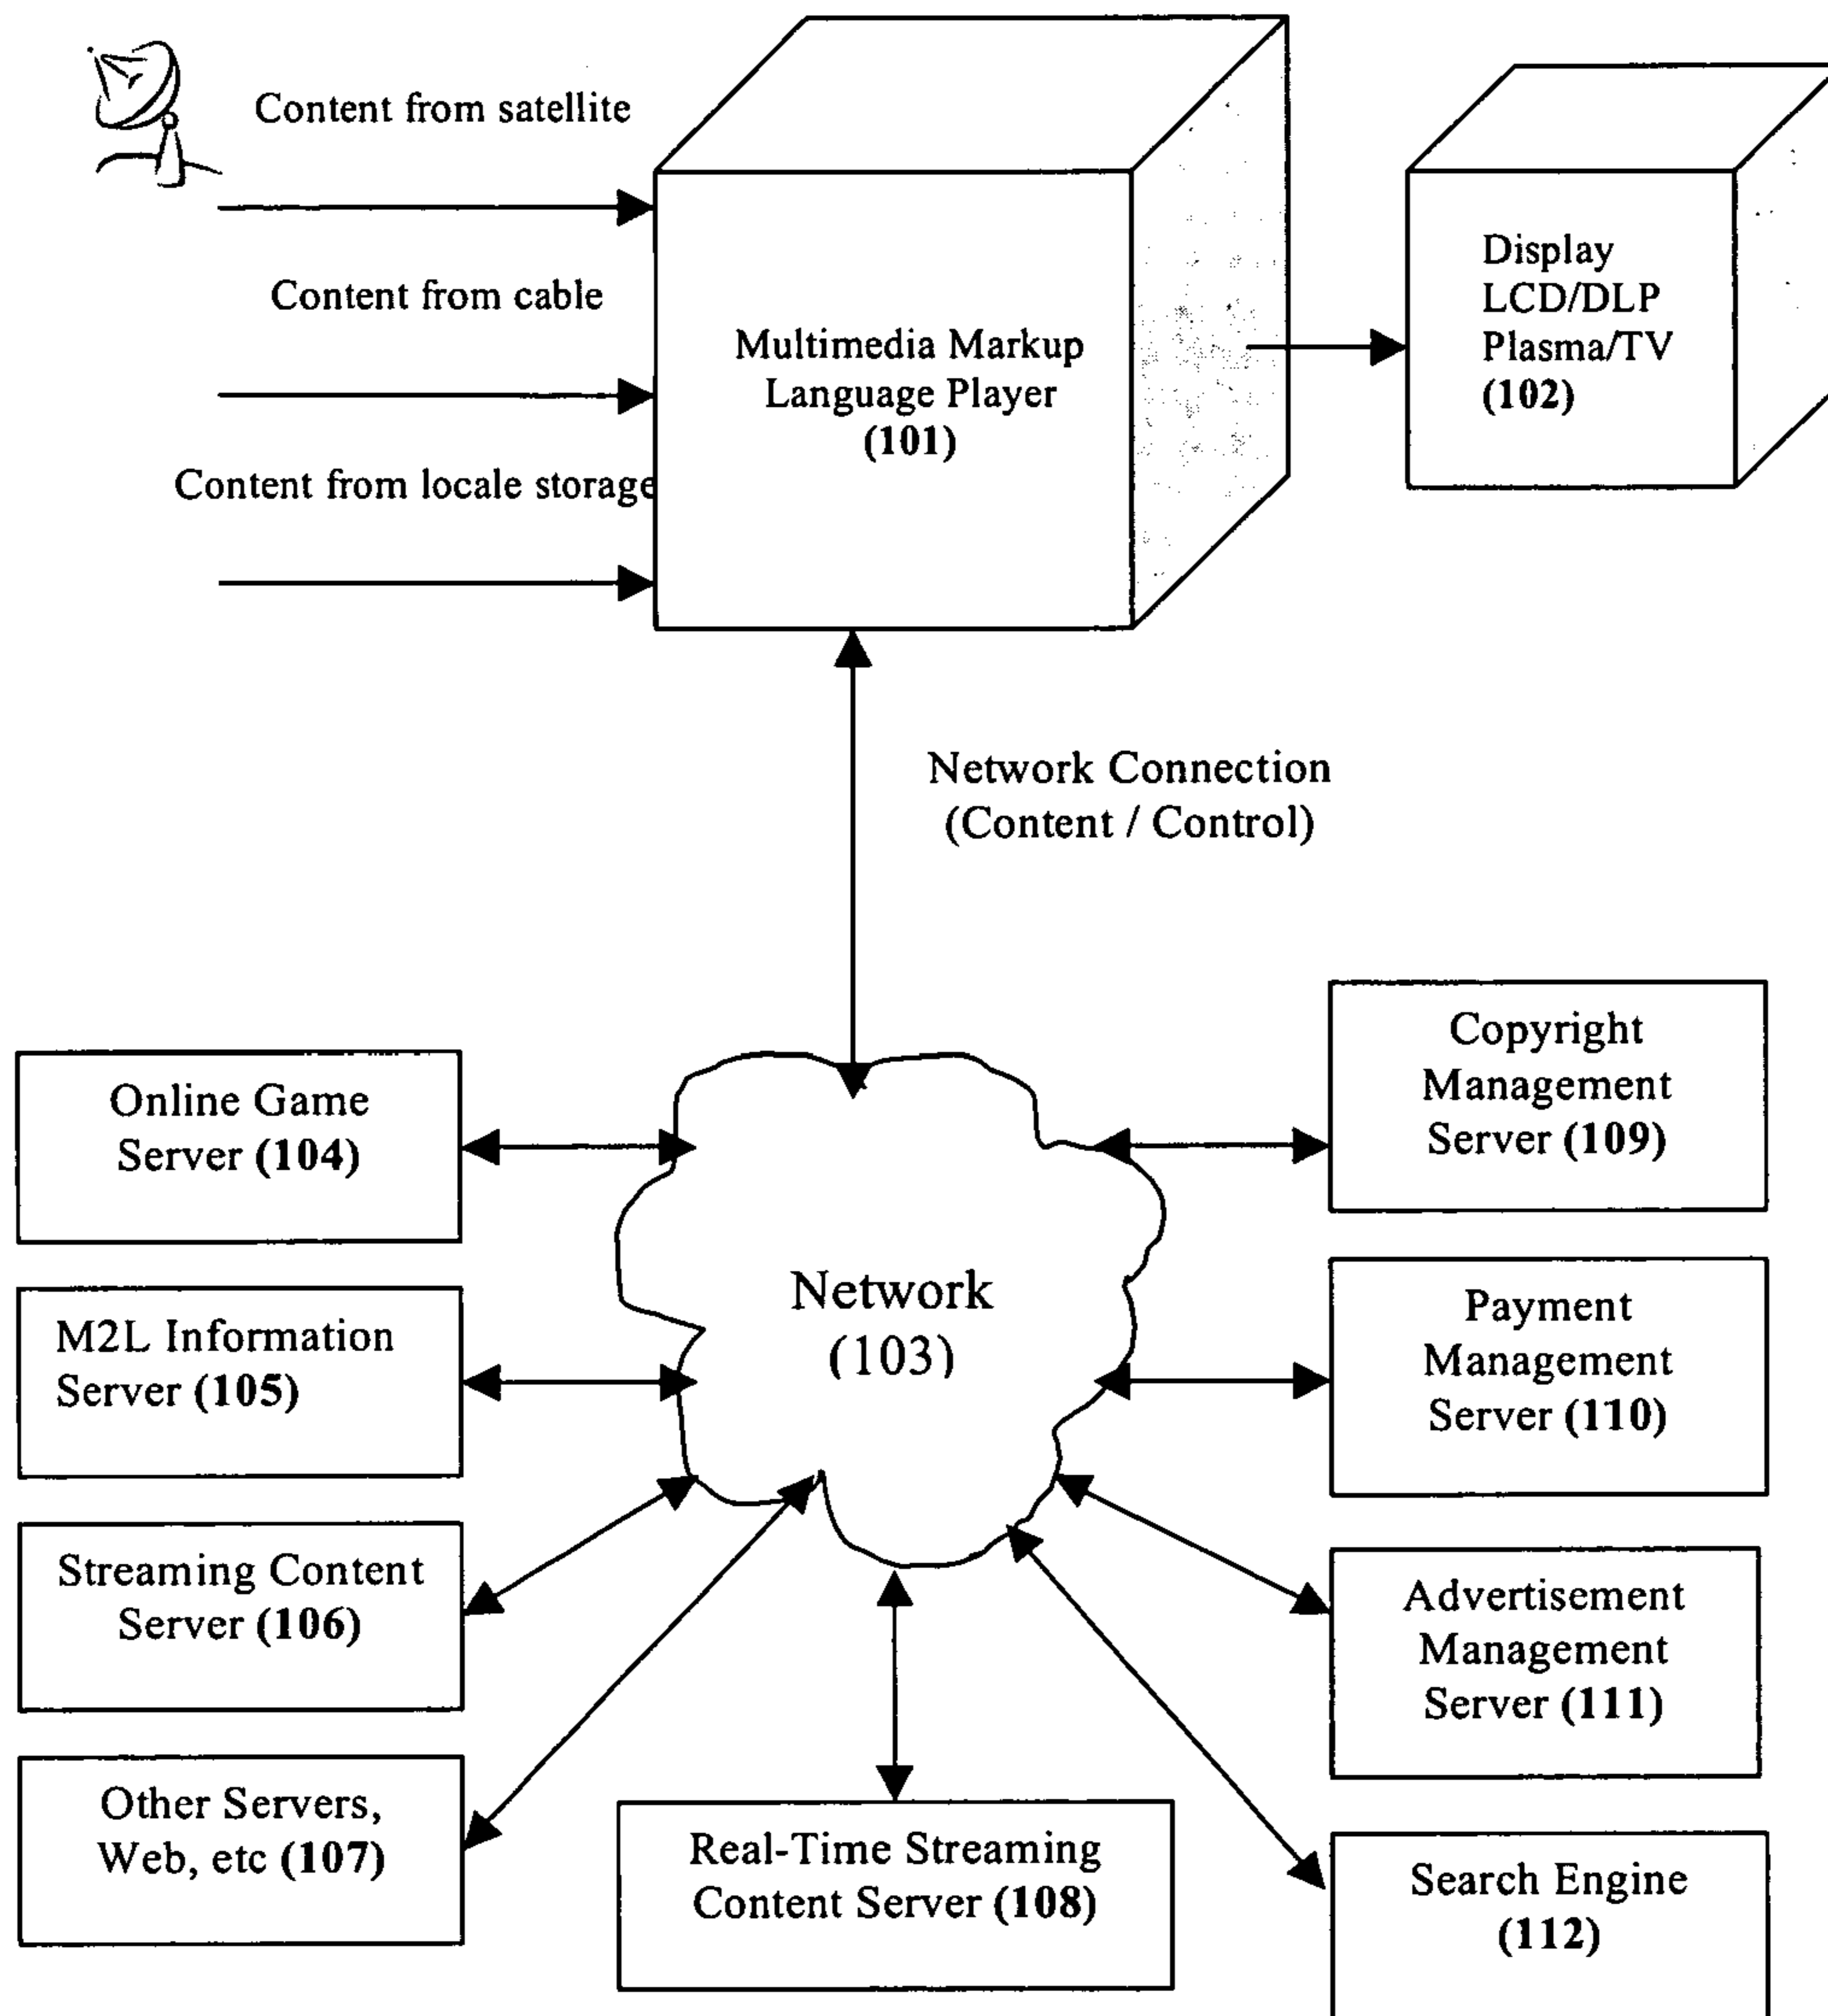 Content from satellite
Content from cable
Content from locale storage
Multimedia Markup
Language Player
(101)
Display
LCD/DLP
Plasma/TV
(102)
Network Connection
(Content / Control)
Online Game
Server (104)
M2L Information
Server (105)
Streaming Content
Server (106)
Other Servers,
Web, etc (107)
Network
(103)
Real-Time Streaming
Content Server (108)
Copyright
Management
Server (109)
Payment
Management
Server (110)
Advertisement
Management
Server (111)
Search Engine
(112)